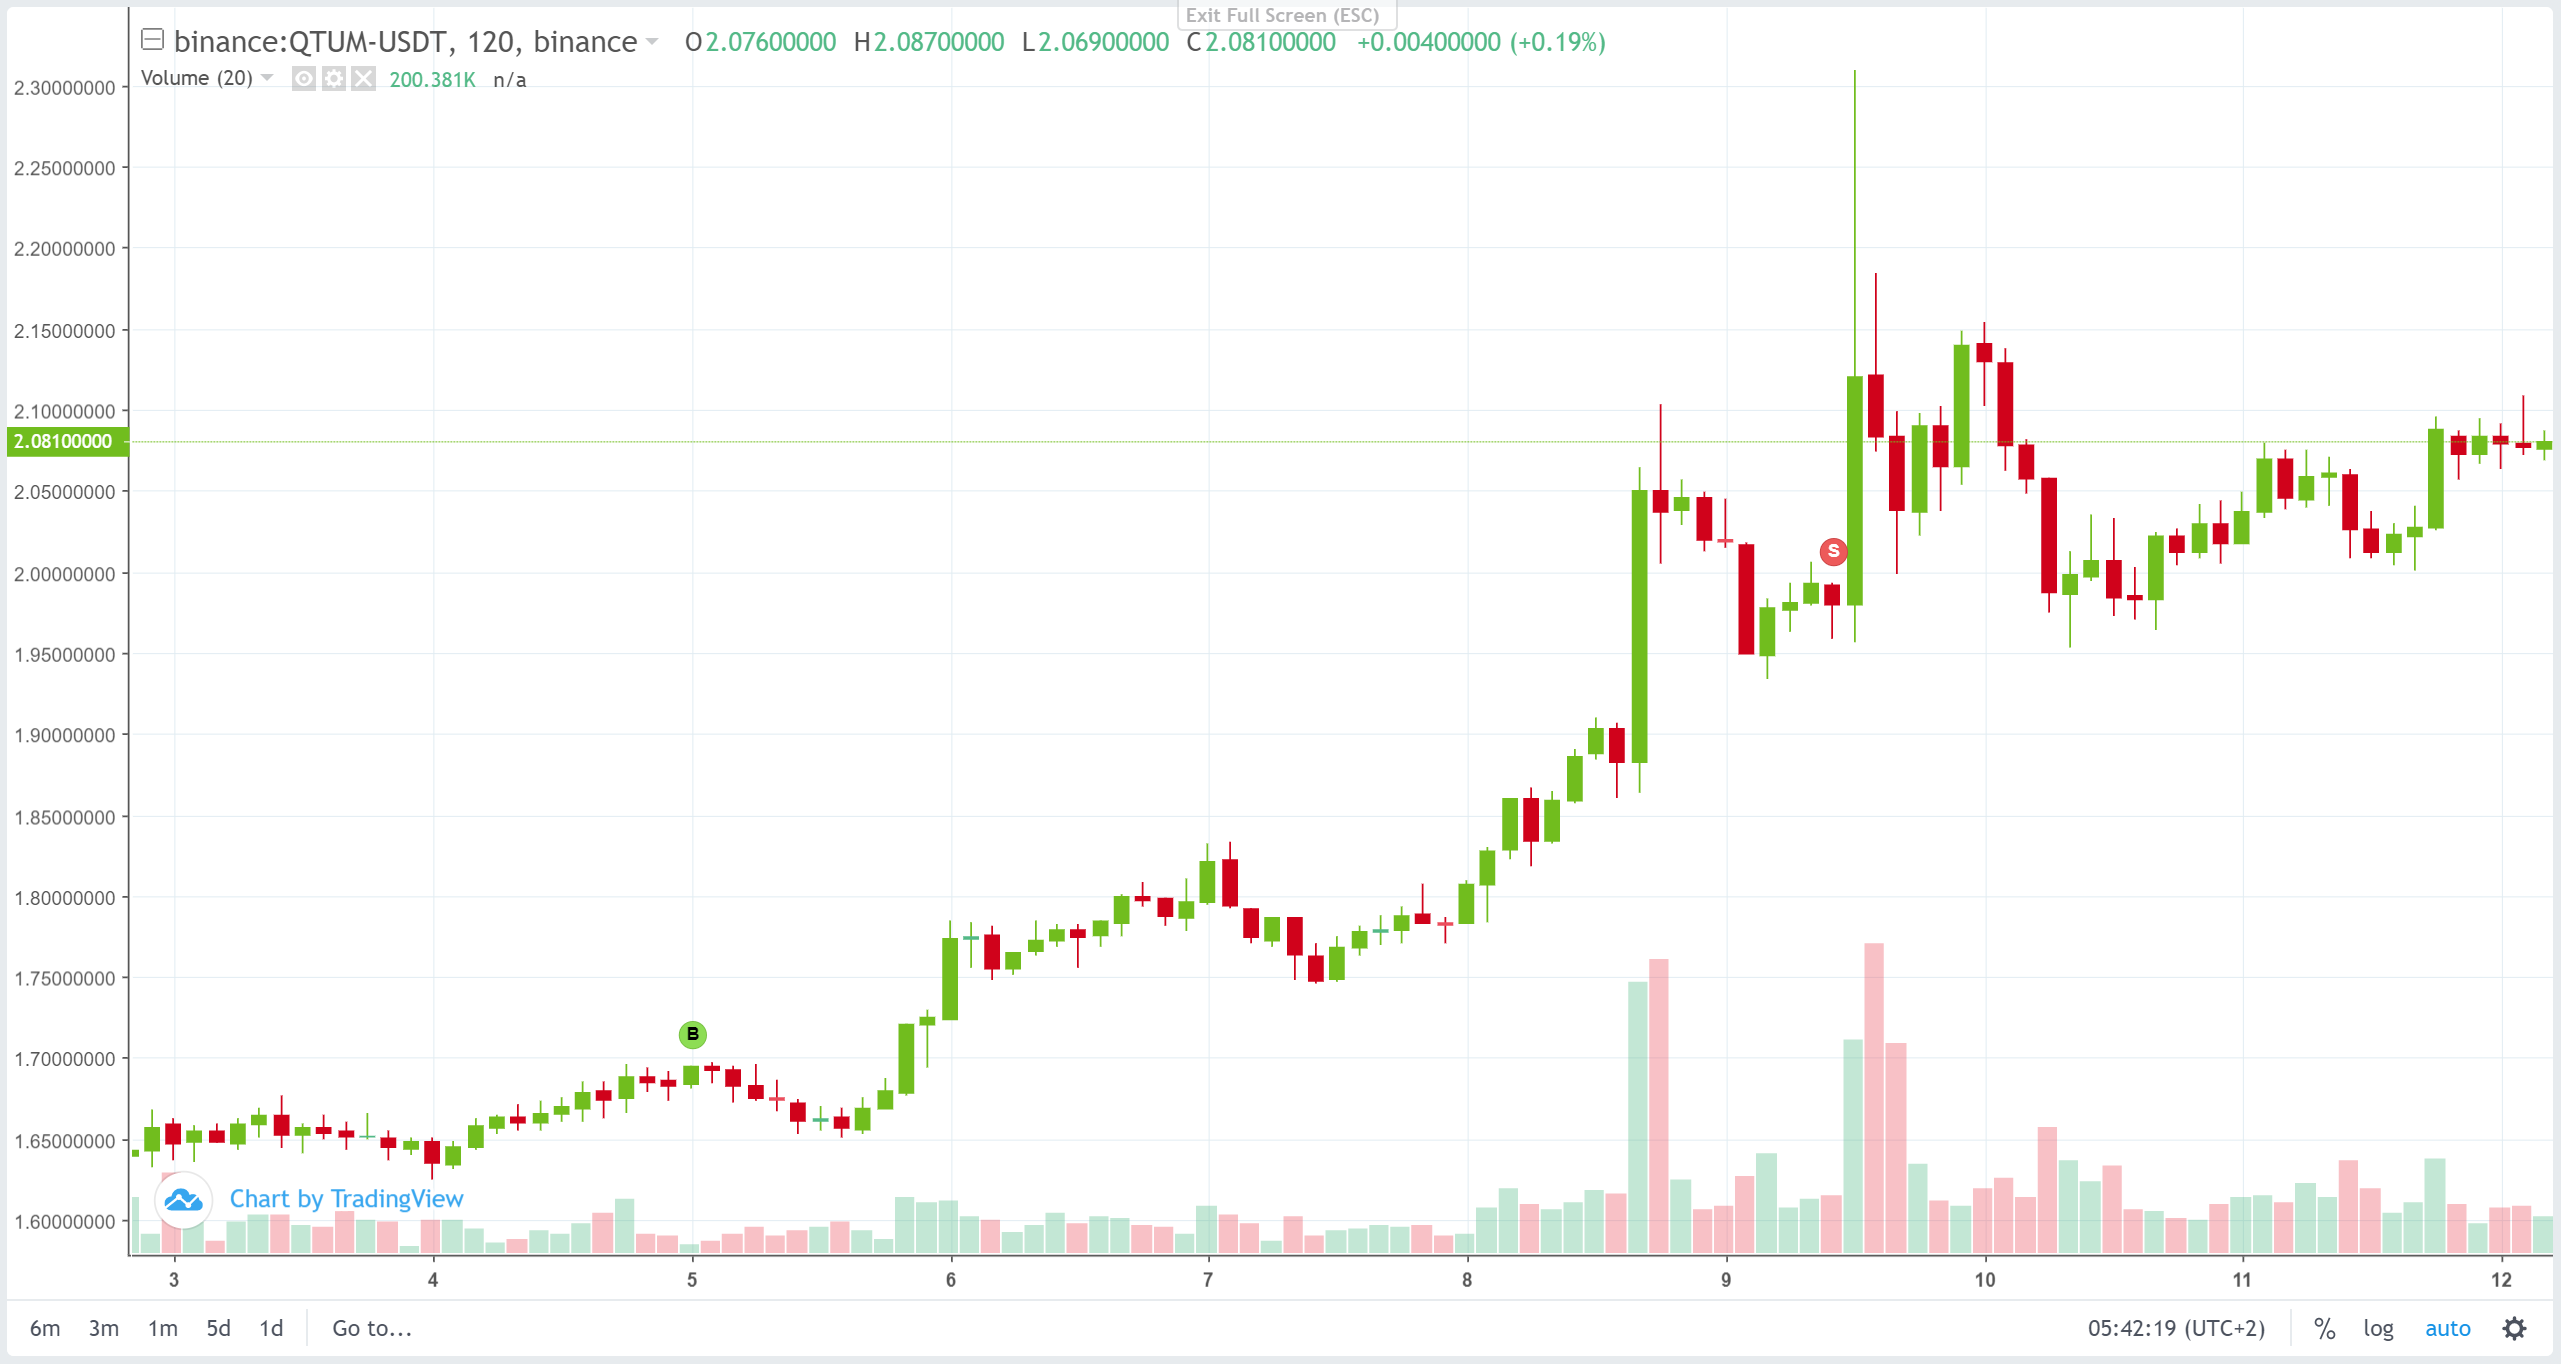 Exit Full Screen (ESC)
binance:QTUM-USDT, 120, binance O2.07600000 H2.08700000 L2.06900000 C2.08100000 +0.00400000 (+0.19%)
Volume (20) 200.381K n/a
2.30000000
2.25000000
2.20000000
2.15000000
2.10000000
2.08100000
2.05000000
2.00000000
1.95000000
1.90000000
1.85000000
1.80000000
1.75000000
1.70000000
1.65000000
1.60000000
S
B
Chart by TradingView
3 4 5 6 7 8 9 10 11 12
6m 3m 1m 5d 1d Go to... 05:42:19 (UTC+2) % log auto